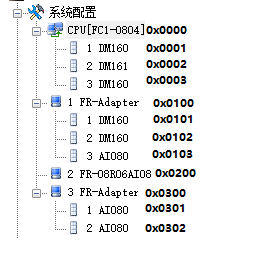 系统配置
CPU[FC1-0804] 0x0000
1 DM160 0x0001
2 DM161 0x0002
3 DM160 0x0003
1 FR-Adapter 0x0100
1 DM160 0x0101
2 DM160 0x0102
3 AI080 0x0103
2 FR-08R06AI08 0x0200
3 FR-Adapter 0x0300
1 AI080 0x0301
2 AI080 0x0302